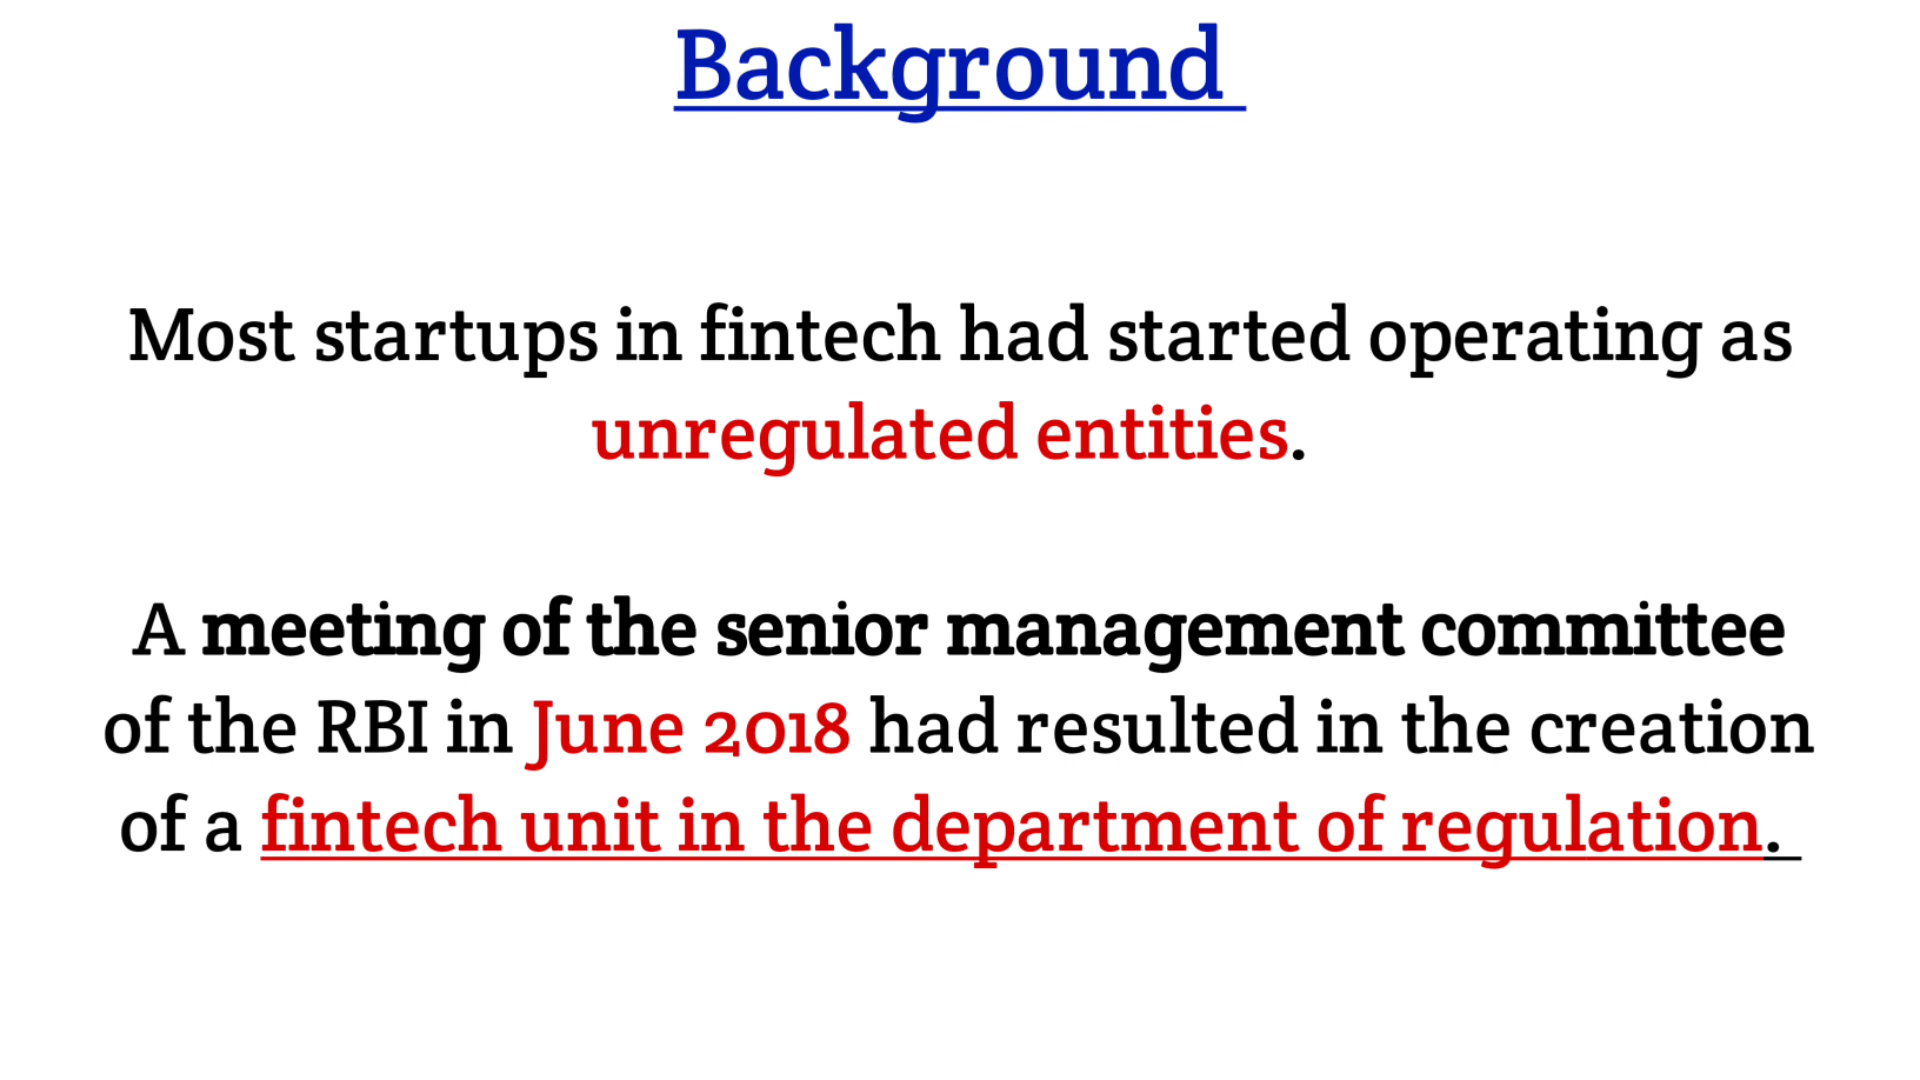 Background
Most startups in fintech had started operating as
unregulated entities.
A meeting of the senior management committee
of the RBI in June 2018 had resulted in the creation
of a fintech unit in the department of regulation.